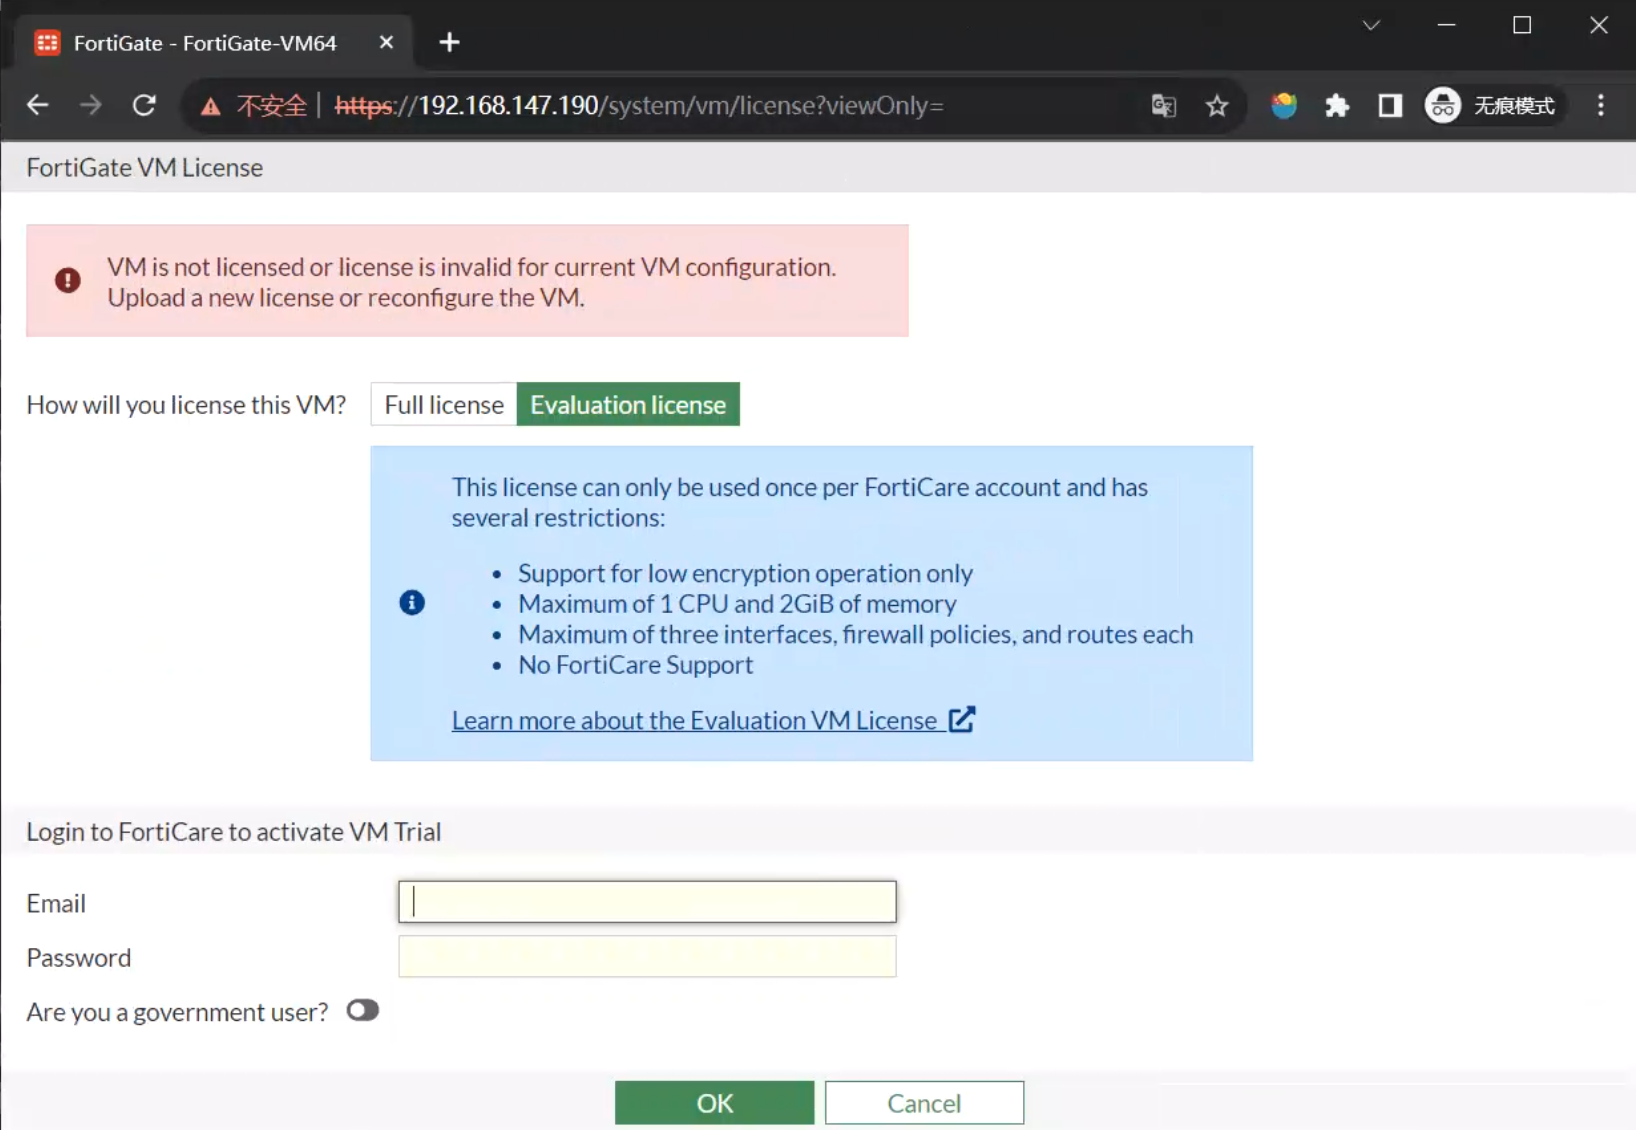 FortiGate - FortiGate-VM64
不安全 | https://192.168.147.190/system/vm/license?viewOnly=
无痕模式
FortiGate VM License
VM is not licensed or license is invalid for current VM configuration.
Upload a new license or reconfigure the VM.
How will you license this VM? Full license Evaluation license
This license can only be used once per FortiCare account and has
several restrictions:
• Support for low encryption operation only
• Maximum of 1 CPU and 2GiB of memory
• Maximum of three interfaces, firewall policies, and routes each
• No FortiCare Support
Learn more about the Evaluation VM License
Login to FortiCare to activate VM Trial
Email
Password
Are you a government user?
OK Cancel